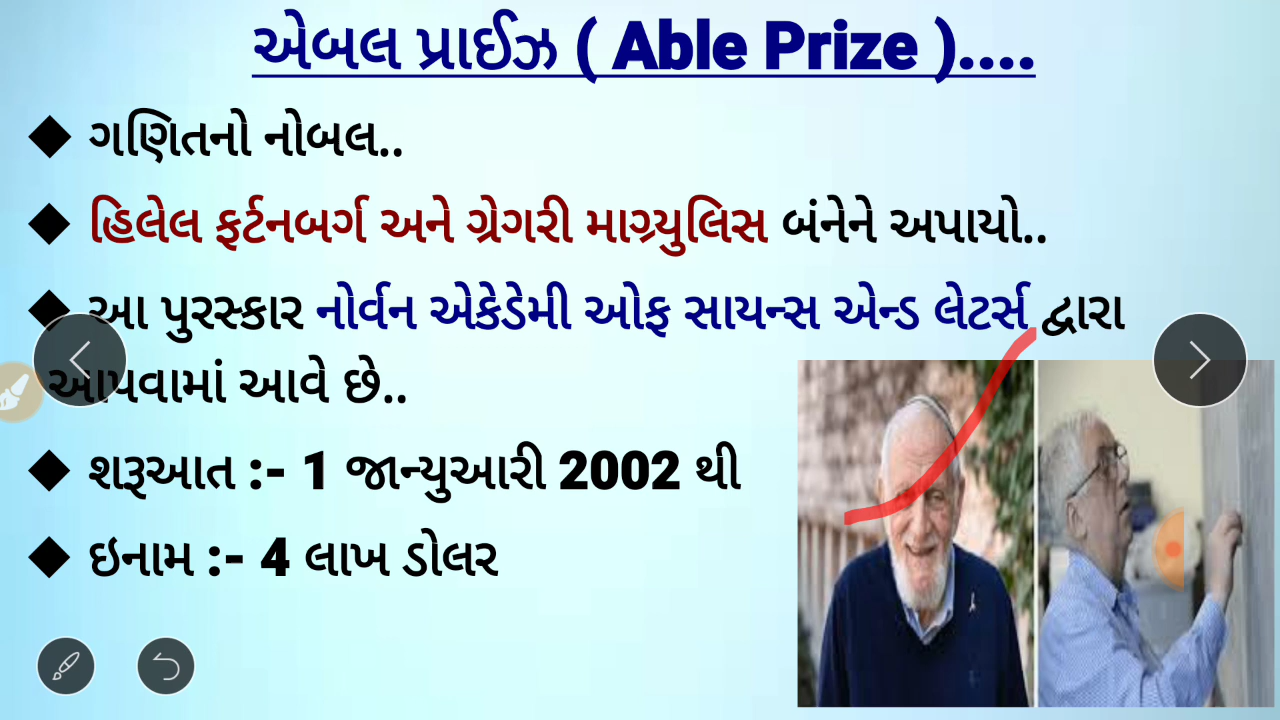 એબલ પ્રાઈઝ ( Able Prize )....
ગણિતનો નોબલ..
હિલેલ ફર્ટનબર્ગ અને ગ્રેગરી માગ્ર્યુલિસ બંનેને અપાયો..
આ પુરસ્કાર નોર્વન એકેડેમી ઓફ સાયન્સ એન્ડ લેટર્સ દ્વારા
આપવામાં આવે છે..
શરૂઆત :- 1 જાન્યુઆરી 2002 થી
ઇનામ :- 4 લાખ ડોલર